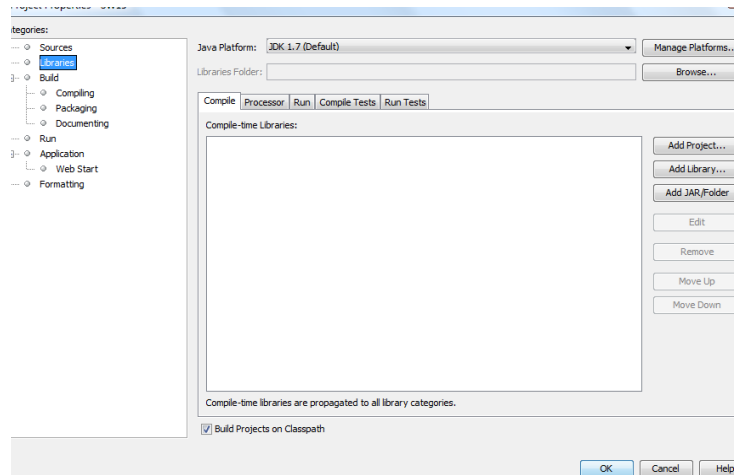 Project Properties - SW15
ategories:
Sources
Libraries
Build
Compiling
Packaging
Documenting
Run
Application
Web Start
Formatting
Java Platform: JDK 1.7 (Default) Manage Platforms..
Libraries Folder: Browse...
Compile Processor Run Compile Tests Run Tests
Compile-time Libraries:
Add Project...
Add Library...
Add JAR/Folder
Edit
Remove
Move Up
Move Down
Compile-time libraries are propagated to all library categories.
Build Projects on Classpath
OK Cancel Help